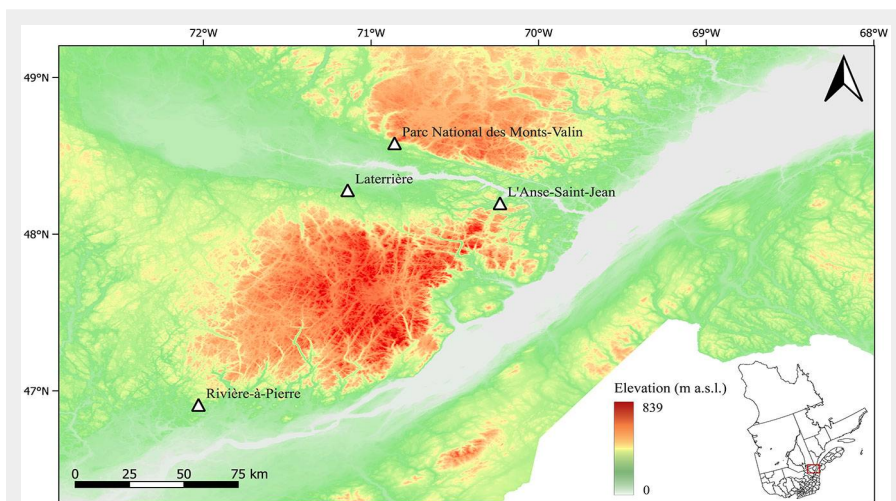 72°W 71°W 70°W 69°W 68°W
49°N
Parc National des Monts-Valin
Laterrière
L'Anse-Saint-Jean
48°N
47°N
Rivière-à-Pierre
Elevation (m a.s.l.)
839
0
0 25 50 75 km